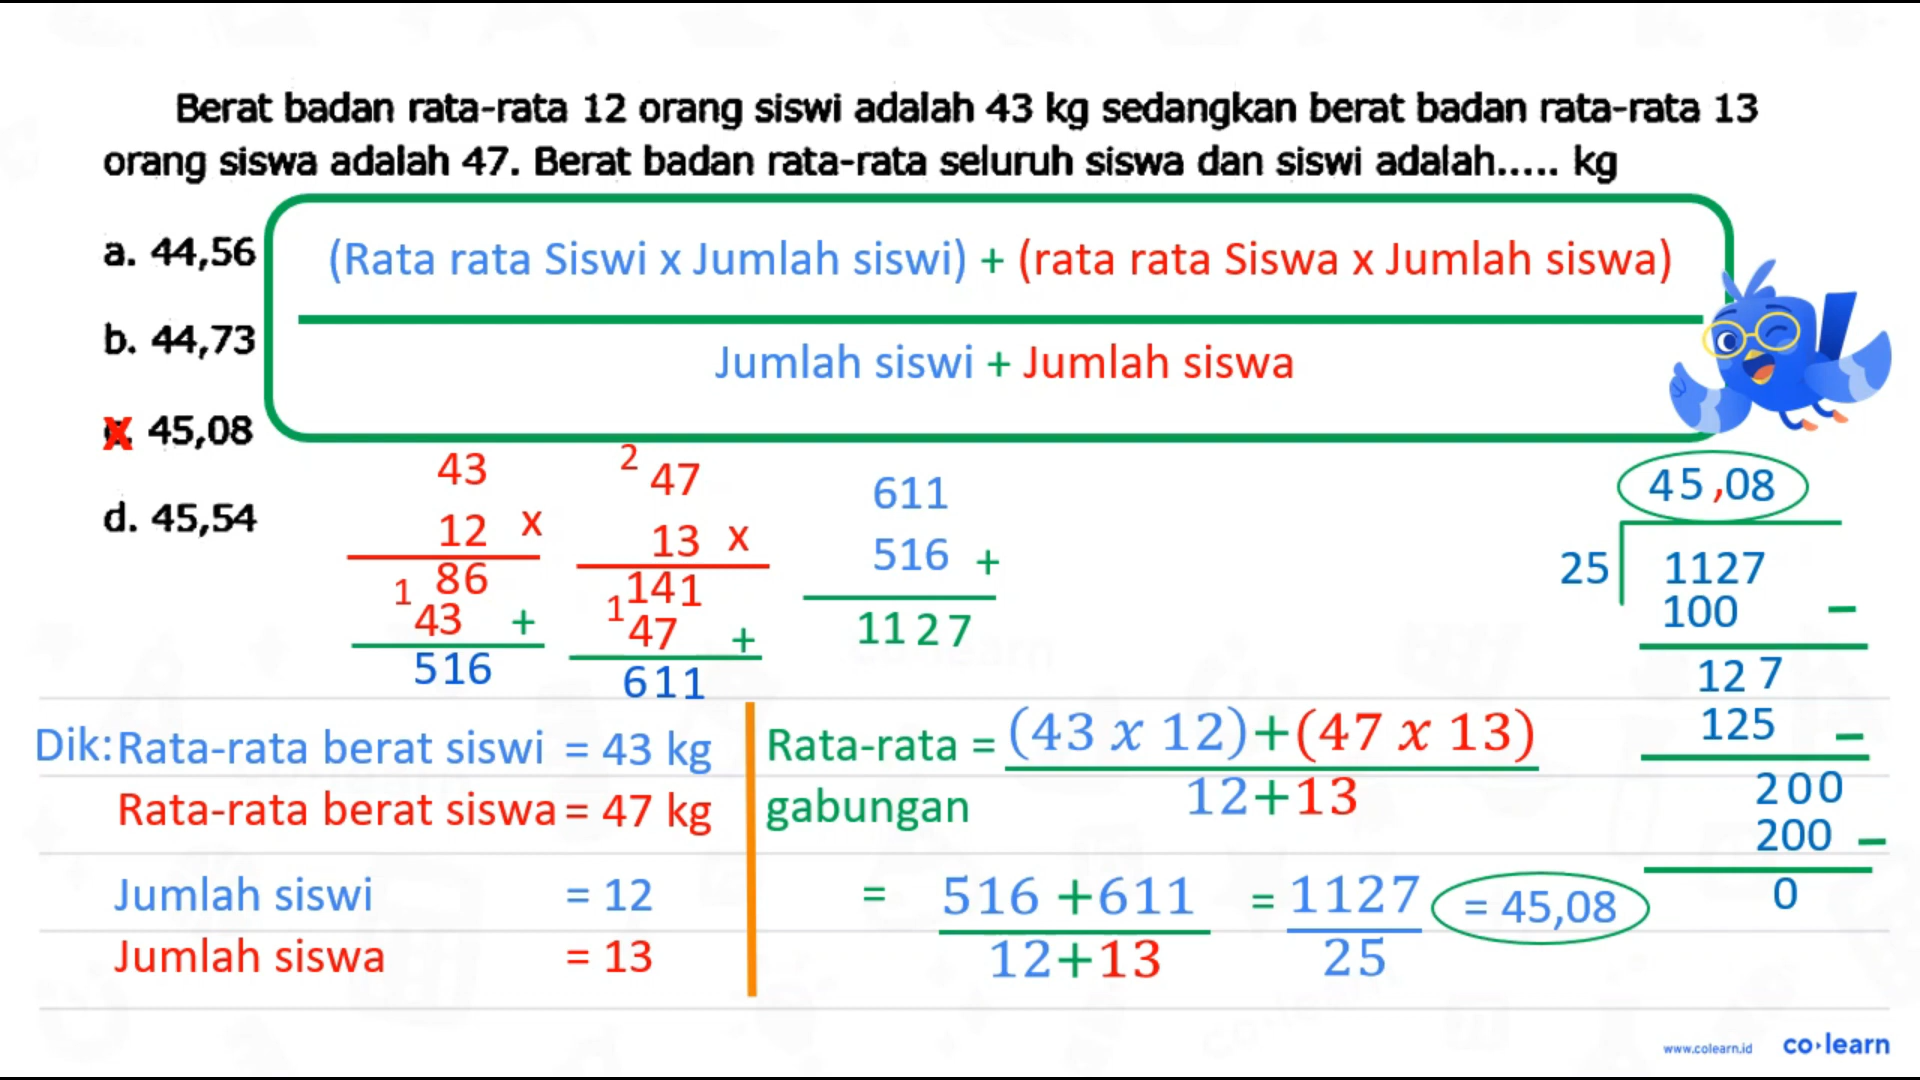 Berat badan rata-rata 12 orang siswi adalah 43 kg sedangkan berat badan rata-rata 13
orang siswa adalah 47. Berat badan rata-rata seluruh siswa dan siswi adalah..... kg
a. 44,56
(Rata rata Siswi x Jumlah siswi) + (rata rata Siswa x Jumlah siswa)
Jumlah siswi + Jumlah siswa
b. 44,73
X 45,08
d. 45,54
43
12 x
1 86
43 +
516
2 47
13 x
141
1 47 +
611
611
516 +
1127
45,08
25 1127
100 –
127
125 –
200
200 –
0
Dik: Rata-rata berat siswi = 43 kg
Rata-rata berat siswa = 47 kg
Jumlah siswi = 12
Jumlah siswa = 13
Rata-rata = (43 x 12)+(47 x 13)
gabungan 12+13
= 516 +611 = 1127 = 45,08
12+13 25
www.colearn.id co learn